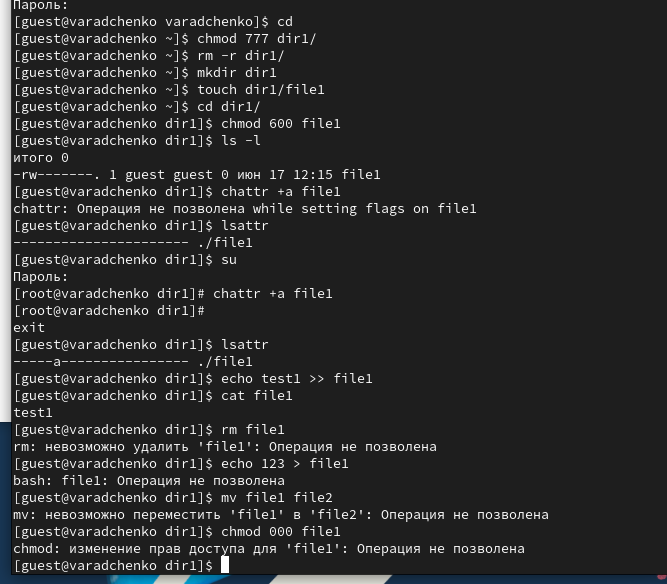 Пароль:
[guest@varadchenko varadchenko]$ cd
[guest@varadchenko ~]$ chmod 777 dir1/
[guest@varadchenko ~]$ rm -r dir1/
[guest@varadchenko ~]$ mkdir dir1
[guest@varadchenko ~]$ touch dir1/file1
[guest@varadchenko ~]$ cd dir1/
[guest@varadchenko dir1]$ chmod 600 file1
[guest@varadchenko dir1]$ ls -l
итого 0
-rw-------. 1 guest guest 0 июн 17 12:15 file1
[guest@varadchenko dir1]$ chattr +a file1
chattr: Операция не позволена while setting flags on file1
[guest@varadchenko dir1]$ lsattr
---------------------- ./file1
[guest@varadchenko dir1]$ su
Пароль:
[root@varadchenko dir1]# chattr +a file1
[root@varadchenko dir1]#
exit
[guest@varadchenko dir1]$ lsattr
-----a---------------- ./file1
[guest@varadchenko dir1]$ echo test1 >> file1
[guest@varadchenko dir1]$ cat file1
test1
[guest@varadchenko dir1]$ rm file1
rm: невозможно удалить 'file1': Операция не позволена
[guest@varadchenko dir1]$ echo 123 > file1
bash: file1: Операция не позволена
[guest@varadchenko dir1]$ mv file1 file2
mv: невозможно переместить 'file1' в 'file2': Операция не позволена
[guest@varadchenko dir1]$ chmod 000 file1
chmod: изменение прав доступа для 'file1': Операция не позволена
[guest@varadchenko dir1]$